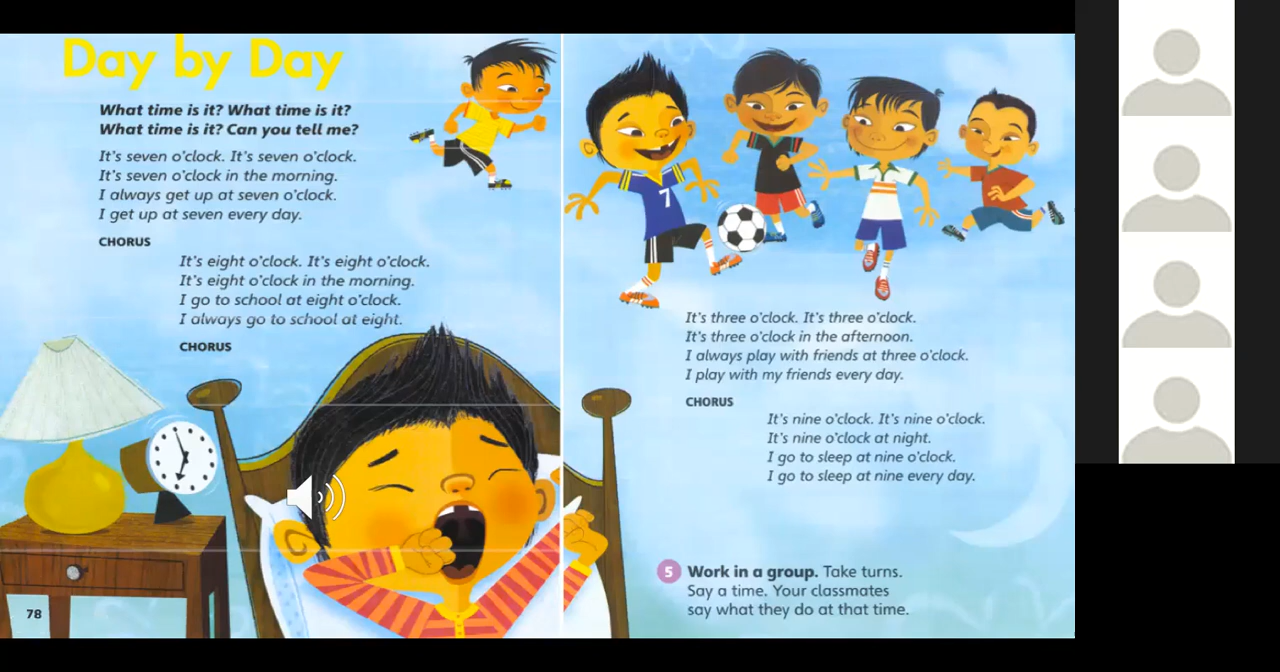 Day by Day
What time is it? What time is it?
What time is it? Can you tell me?
It's seven o'clock. It's seven o'clock.
It's seven o'clock in the morning.
I always get up at seven o'clock.
I get up at seven every day.
CHORUS
It's eight o'clock. It's eight o'clock.
It's eight o'clock in the morning.
I go to school at eight o'clock.
I always go to school at eight.
CHORUS
78
7
It's three o'clock. It's three o'clock.
It's three o'clock in the afternoon.
I always play with friends at three o'clock.
I play with my friends every day.
CHORUS
It's nine o'clock. It's nine o'clock.
It's nine o'clock at night.
I go to sleep at nine o'clock.
I go to sleep at nine every day.
5 Work in a group. Take turns.
Say a time. Your classmates
say what they do at that time.